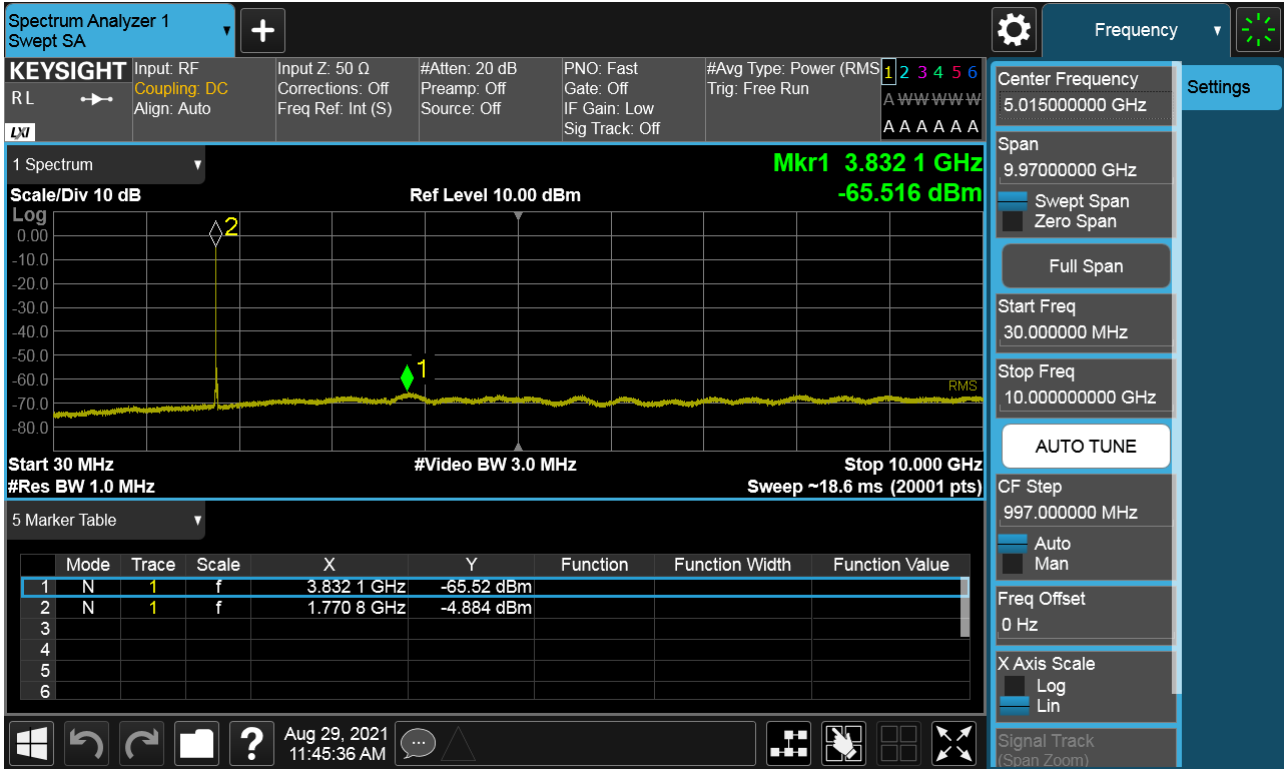 Spectrum Analyzer 1
Swept SA
+
Frequency
KEYSIGHT
R L
LXI
Input: RF
Coupling: DC
Align: Auto
Input Z: 50 Ω
Corrections: Off
Freq Ref: Int (S)
#Atten: 20 dB
Preamp: Off
Source: Off
PNO: Fast
Gate: Off
IF Gain: Low
Sig Track: Off
#Avg Type: Power (RMS
Trig: Free Run
1 2 3 4 5 6
A W W W W W
A A A A A A
1 Spectrum
Mkr1 3.832 1 GHz
Scale/Div 10 dB
Ref Level 10.00 dBm
-65.516 dBm
Log
0.00
-10.0
-20.0
-30.0
-40.0
-50.0
-60.0
-70.0
-80.0
2
1
RMS
Start 30 MHz
#Video BW 3.0 MHz
Stop 10.000 GHz
#Res BW 1.0 MHz
Sweep ~18.6 ms (20001 pts)
5 Marker Table
Mode Trace Scale X Y Function Function Width Function Value
1 N 1 f 3.832 1 GHz -65.52 dBm
2 N 1 f 1.770 8 GHz -4.884 dBm
3
4
5
6
?
Aug 29, 2021
11:45:36 AM
Center Frequency
5.015000000 GHz
Settings
Span
9.97000000 GHz
Swept Span
Zero Span
Full Span
Start Freq
30.000000 MHz
Stop Freq
10.000000000 GHz
AUTO TUNE
CF Step
997.000000 MHz
Auto
Man
Freq Offset
0 Hz
X Axis Scale
Log
Lin
Signal Track
(Span Zoom)